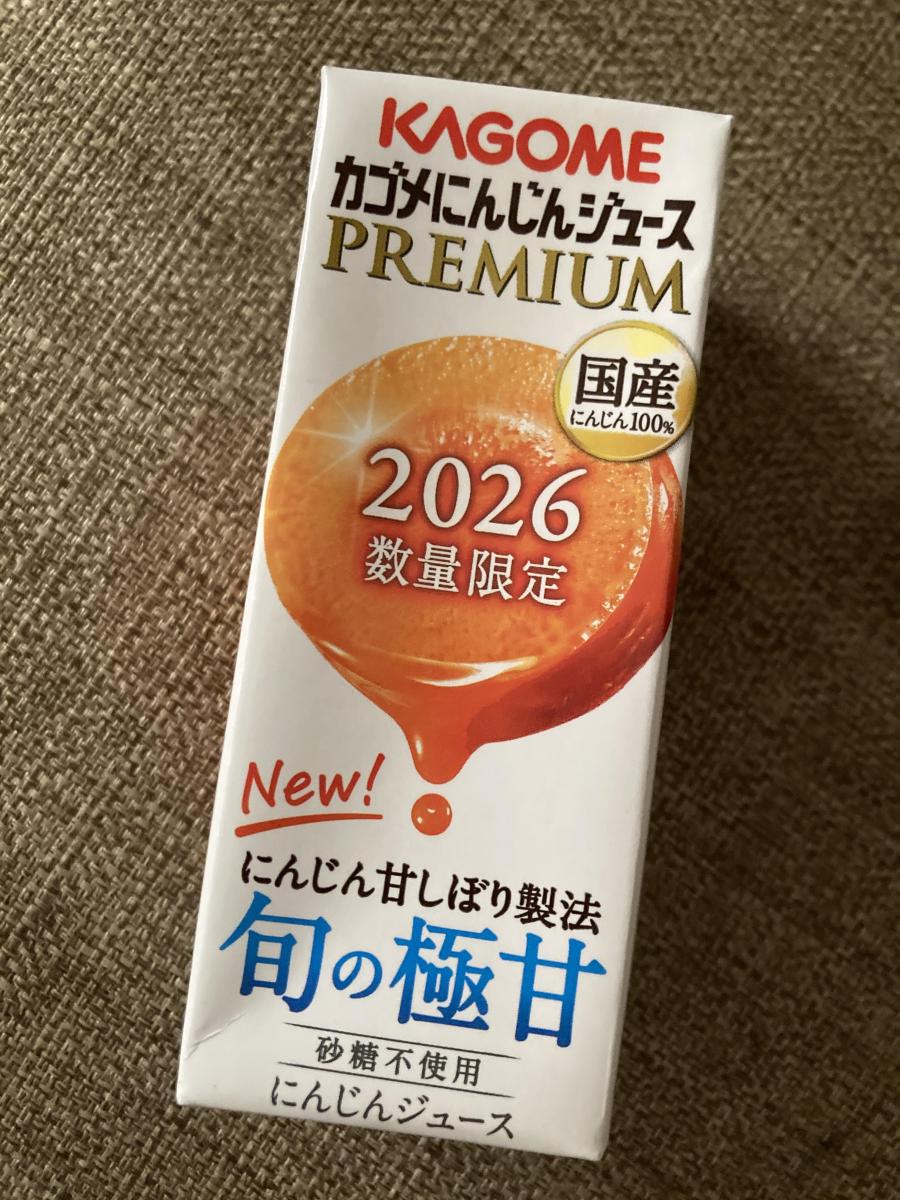 KAGOME
カゴメにんじんジュース
PREMIUM
国産
にんじん100%
2026
数量限定
New!
にんじん甘しぼり製法
旬の極甘
砂糖不使用
にんじんジュース